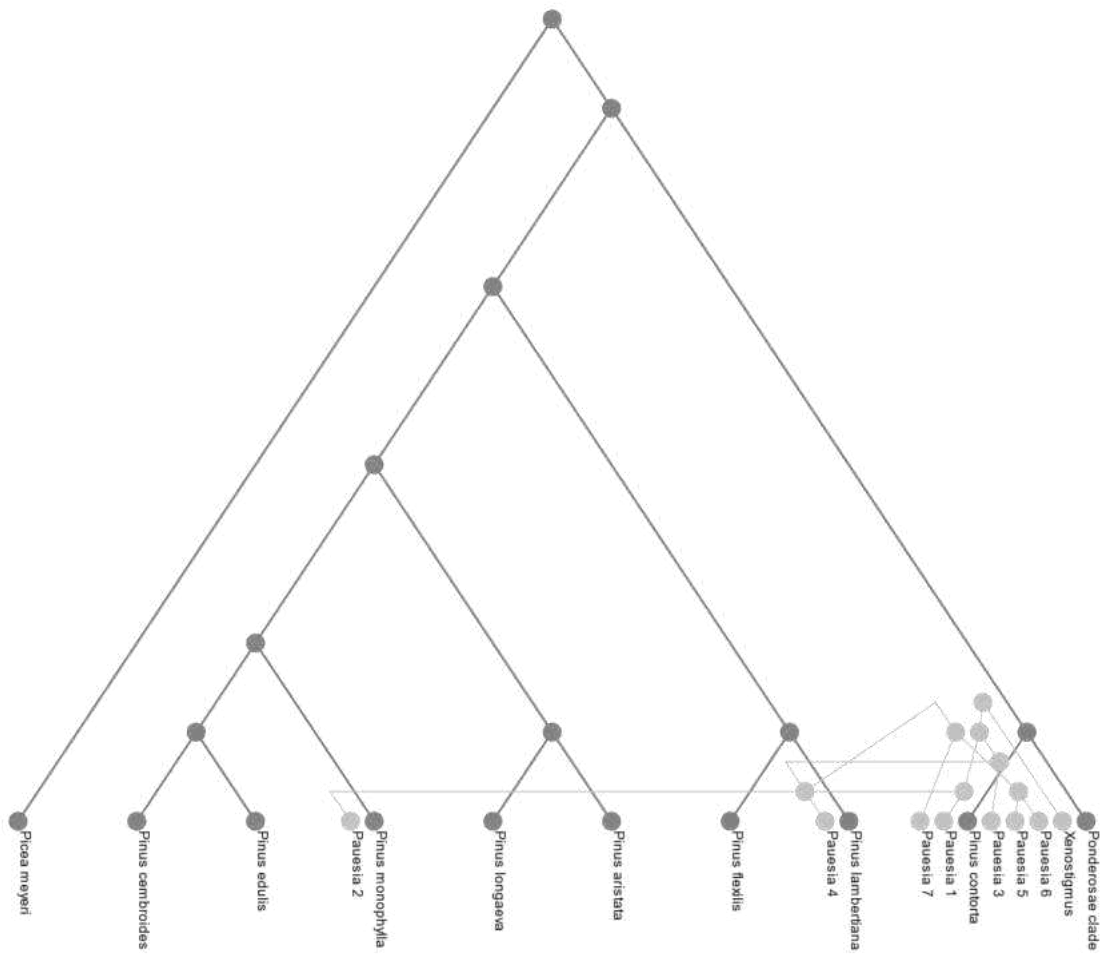 Picea meyeri
Pinus cembroides
Pinus edulis
Pauesia 2
Pinus monophylla
Pinus longaeva
Pinus aristata
Pinus flexilis
Pauesia 4
Pinus lambertiana
Pauesia 7
Pauesia 1
Pinus contorta
Pauesia 3
Pauesia 5
Pauesia 6
Xenostigmus
Ponderosae clade